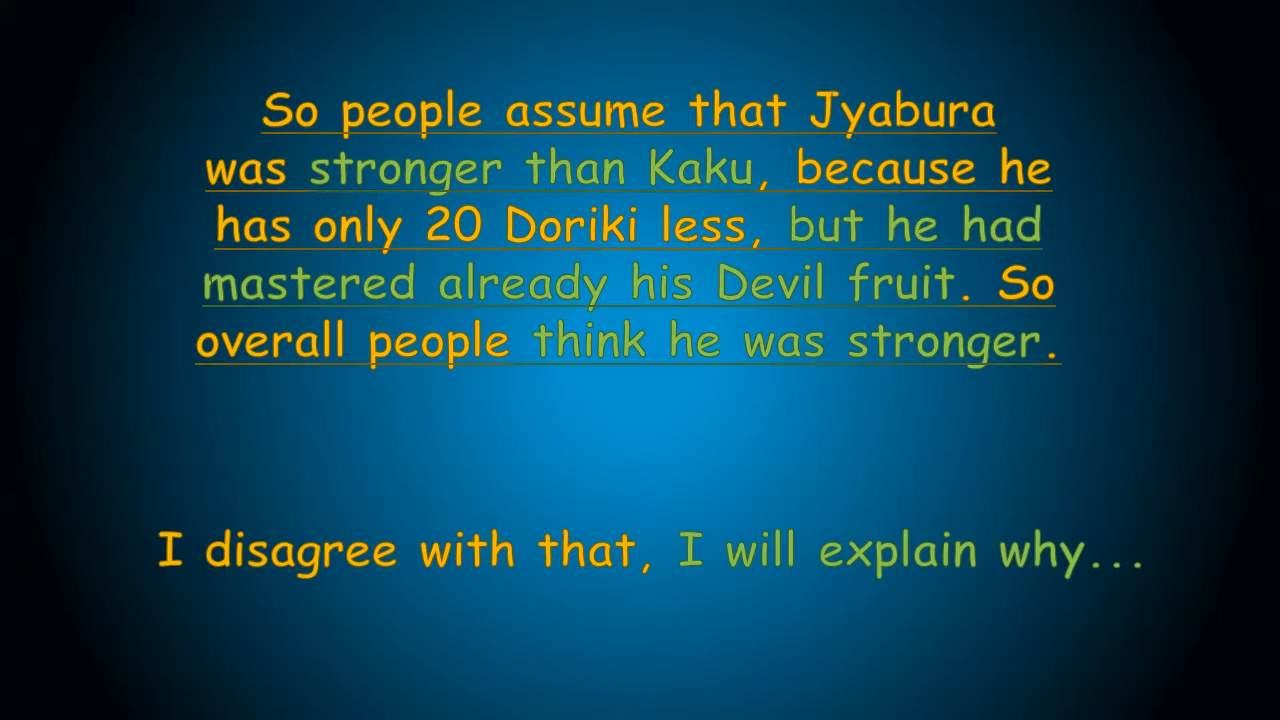 So people assume that Jyabura
was stronger than Kaku, because he
has only 20 Doriki less, but he had
mastered already his Devil fruit. So
overall people think he was stronger.
I disagree with that, I will explain why...